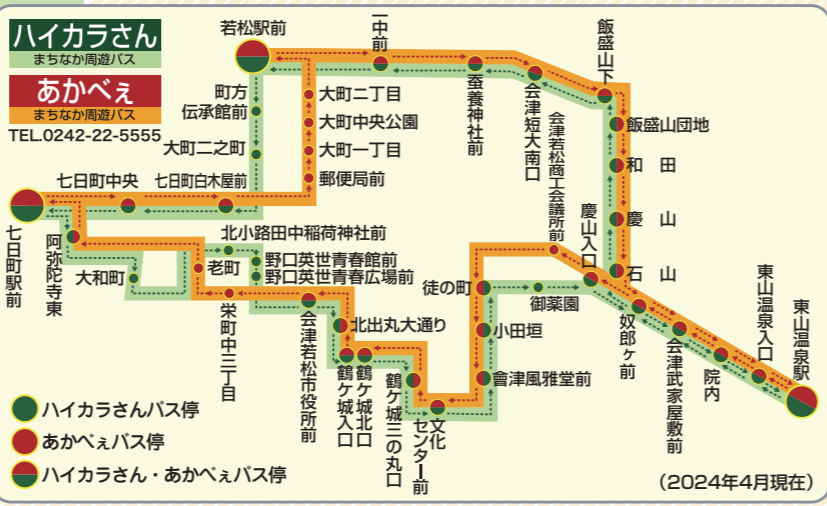 ハイカラさん
まちなか周遊バス
あかべぇ
まちなか周遊バス
TEL.0242-22-5555
若松駅前
一中前
蚕養神社前
会津短大南口
飯盛山下
飯盛山団地
和田
慶山
石山
慶山入口
会津若松商工会議所前
奴郎ヶ前
会津武家屋敷前
院内
東山温泉入口
東山温泉駅
町方
伝承館前
大町二之町
大町二丁目
大町中央公園
大町一丁目
郵便局前
七日町中央
七日町白木屋前
七日町駅前
阿弥陀寺東
大和町
老町
北小路田中稲荷神社前
野口英世青春館前
野口英世青春広場前
栄町中三丁目
会津若松市役所前
北出丸大通り
鶴ケ城入口
鶴ケ城北口
鶴ケ城三の丸口
文化
センター前
徒の町
御薬園
小田垣
會津風雅堂前
ハイカラさんバス停
あかべぇバス停
ハイカラさん・あかべぇバス停
（2024年4月現在）